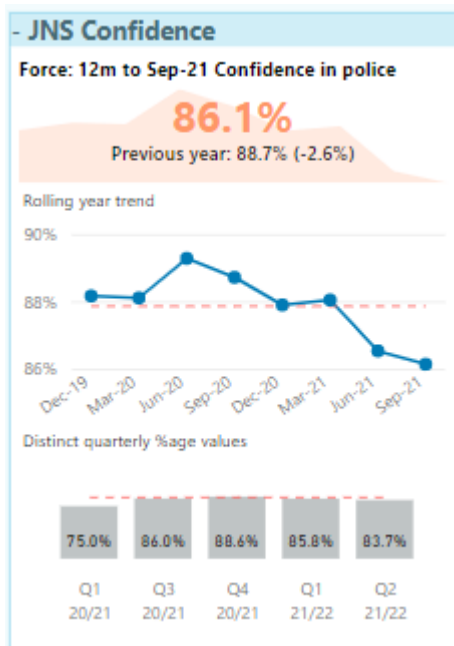 - JNS Confidence
Force: 12m to Sep-21 Confidence in police
86.1%
Previous year: 88.7% (-2.6%)
Rolling year trend
90%
88%
86%
Dec-19
Mar-20
Jun-20
Sep-20
Dec-20
Mar-21
Jun-21
Sep-21
Distinct quarterly %age values
75.0% 86.0% 88.6% 85.8% 83.7%
Q1 Q3 Q4 Q1 Q2
20/21 20/21 20/21 21/22 21/22